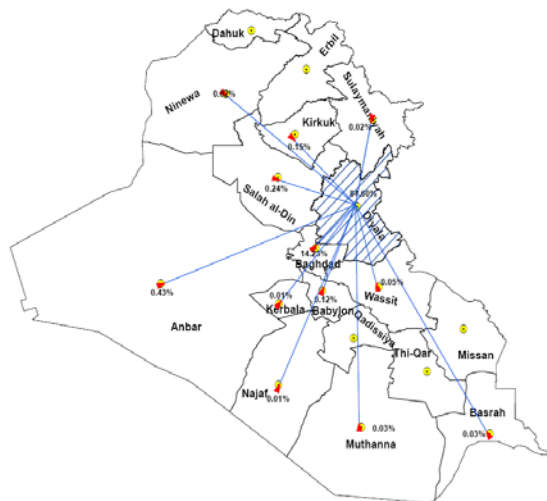 Dahuk
Erbil
Ninewa
0.02%
Sulaymaniyah
0.02%
Kirkuk
0.15%
0.24%
Salah al-Din
Diyala
14.23%
Baghdad
0.43%
Anbar
0.01%
Kerbala
0.12%
Babylon
0.05%
Wassit
Qadissiya
Thi-Qar
Missan
Najaf
0.01%
0.03%
Muthanna
Basrah
0.03%